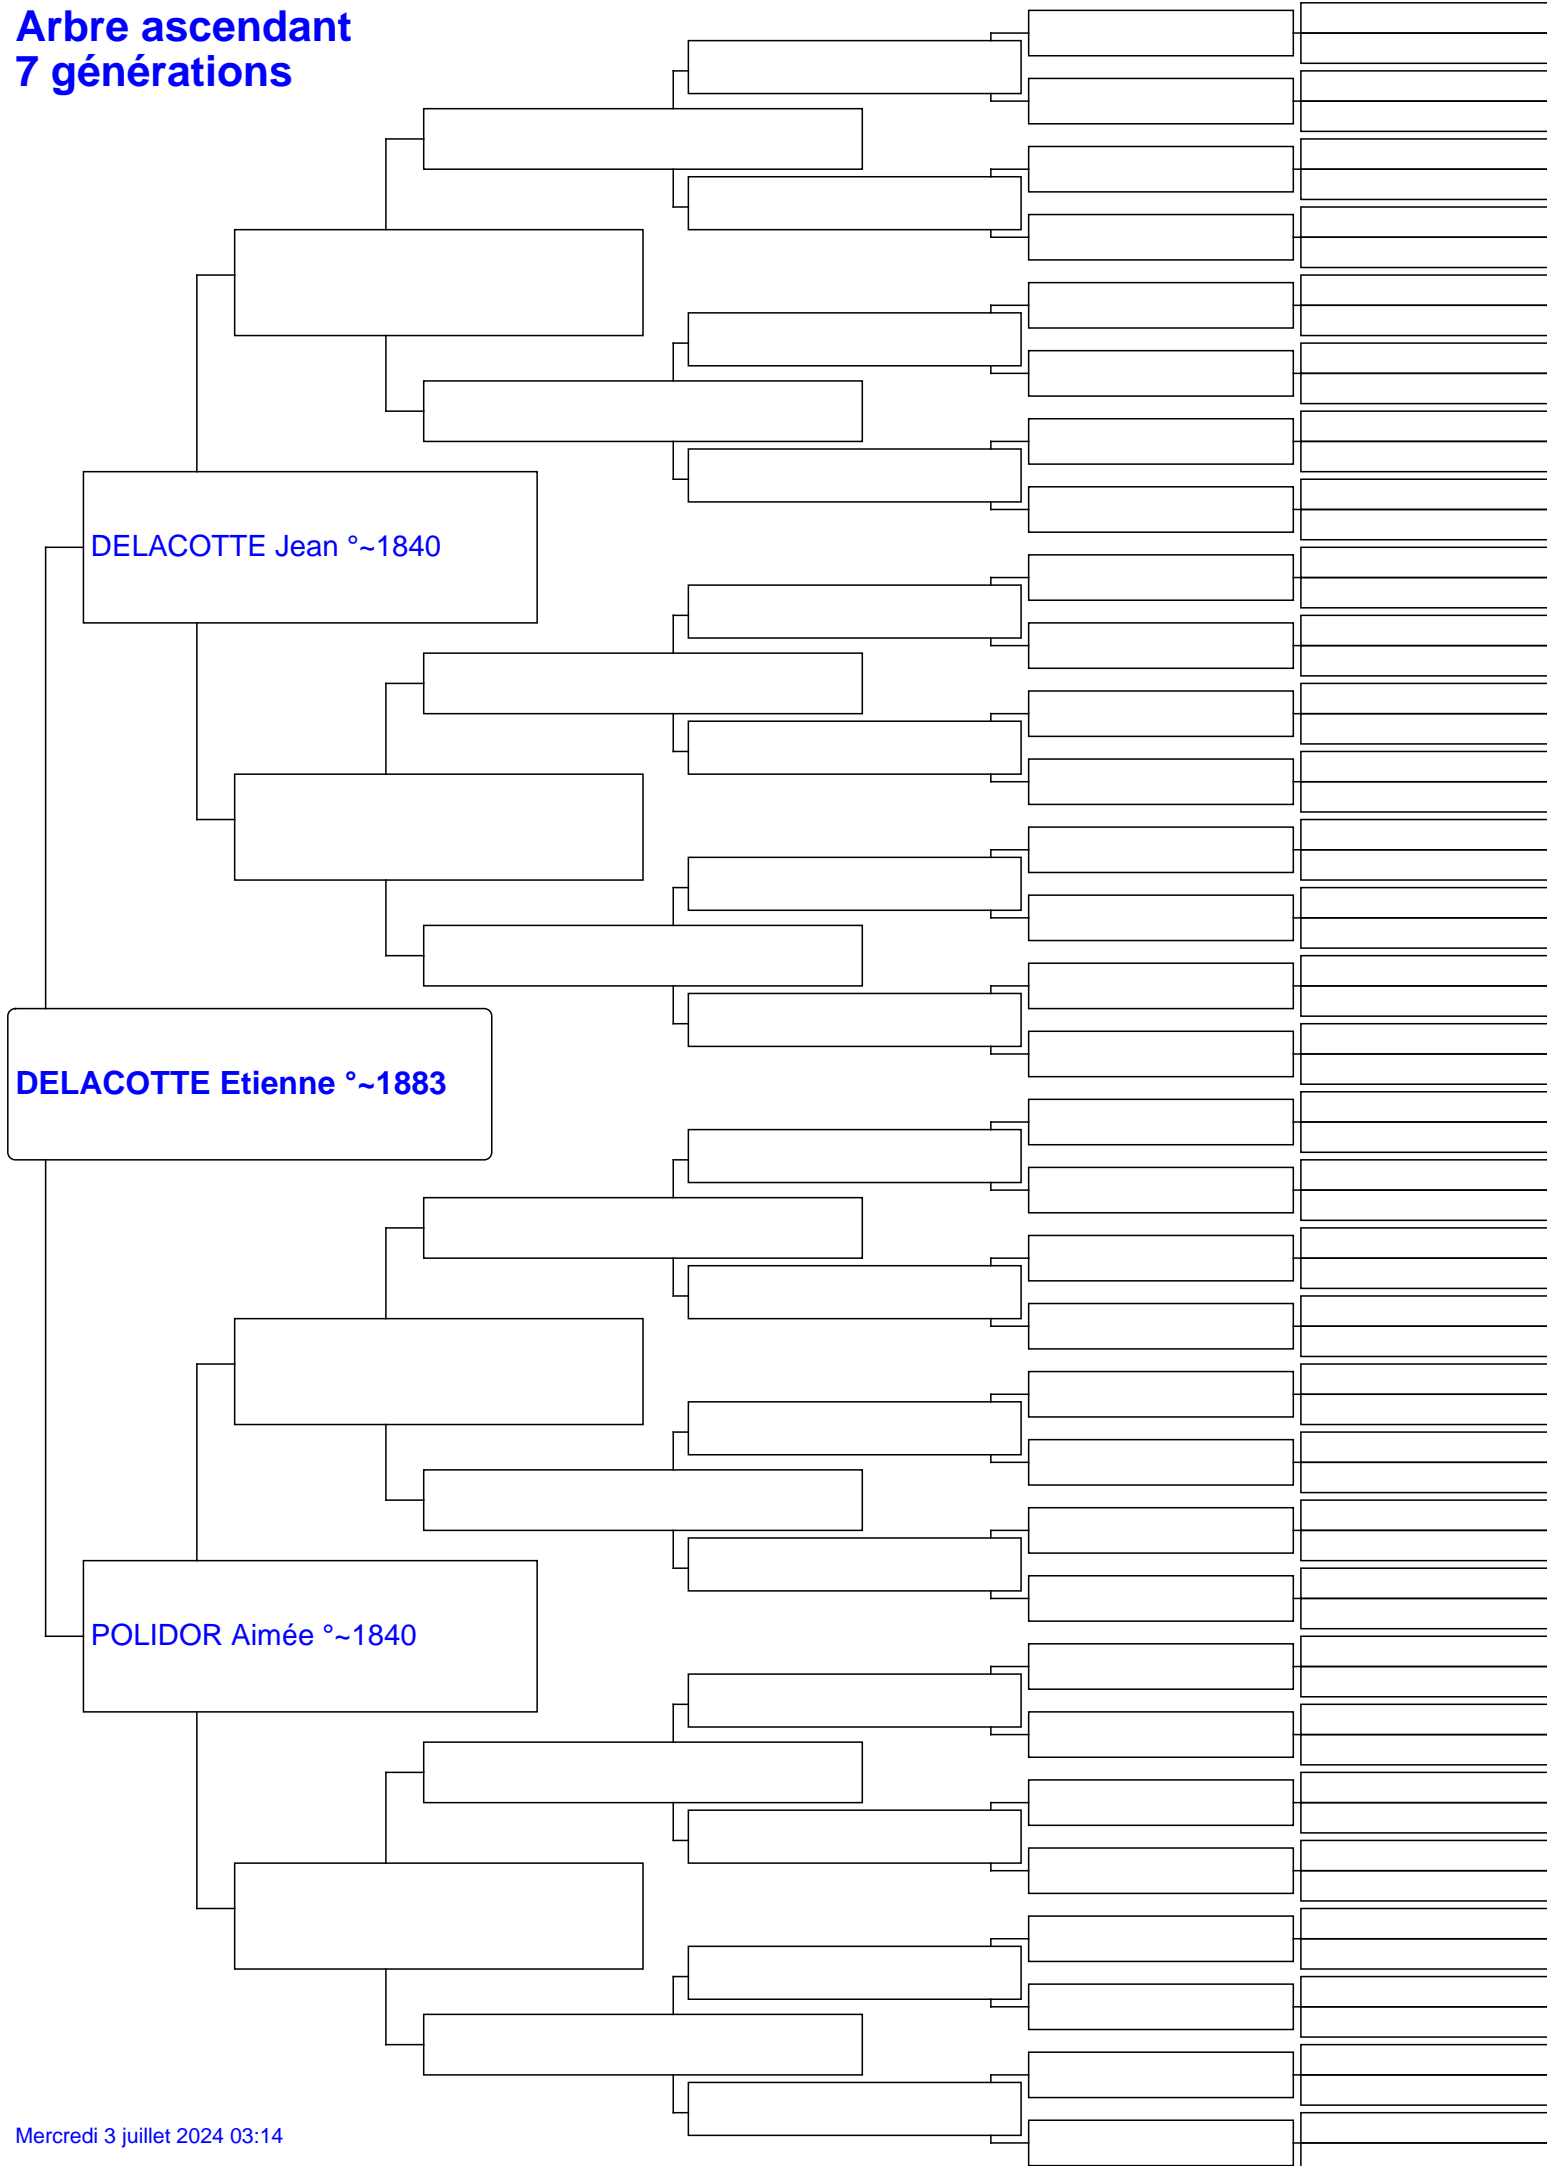 Arbre ascendant
7 générations
DELACOTTE Jean °~1840
DELACOTTE Etienne °~1883
POLIDOR Aimée °~1840
Mercredi 3 juillet 2024 03:14